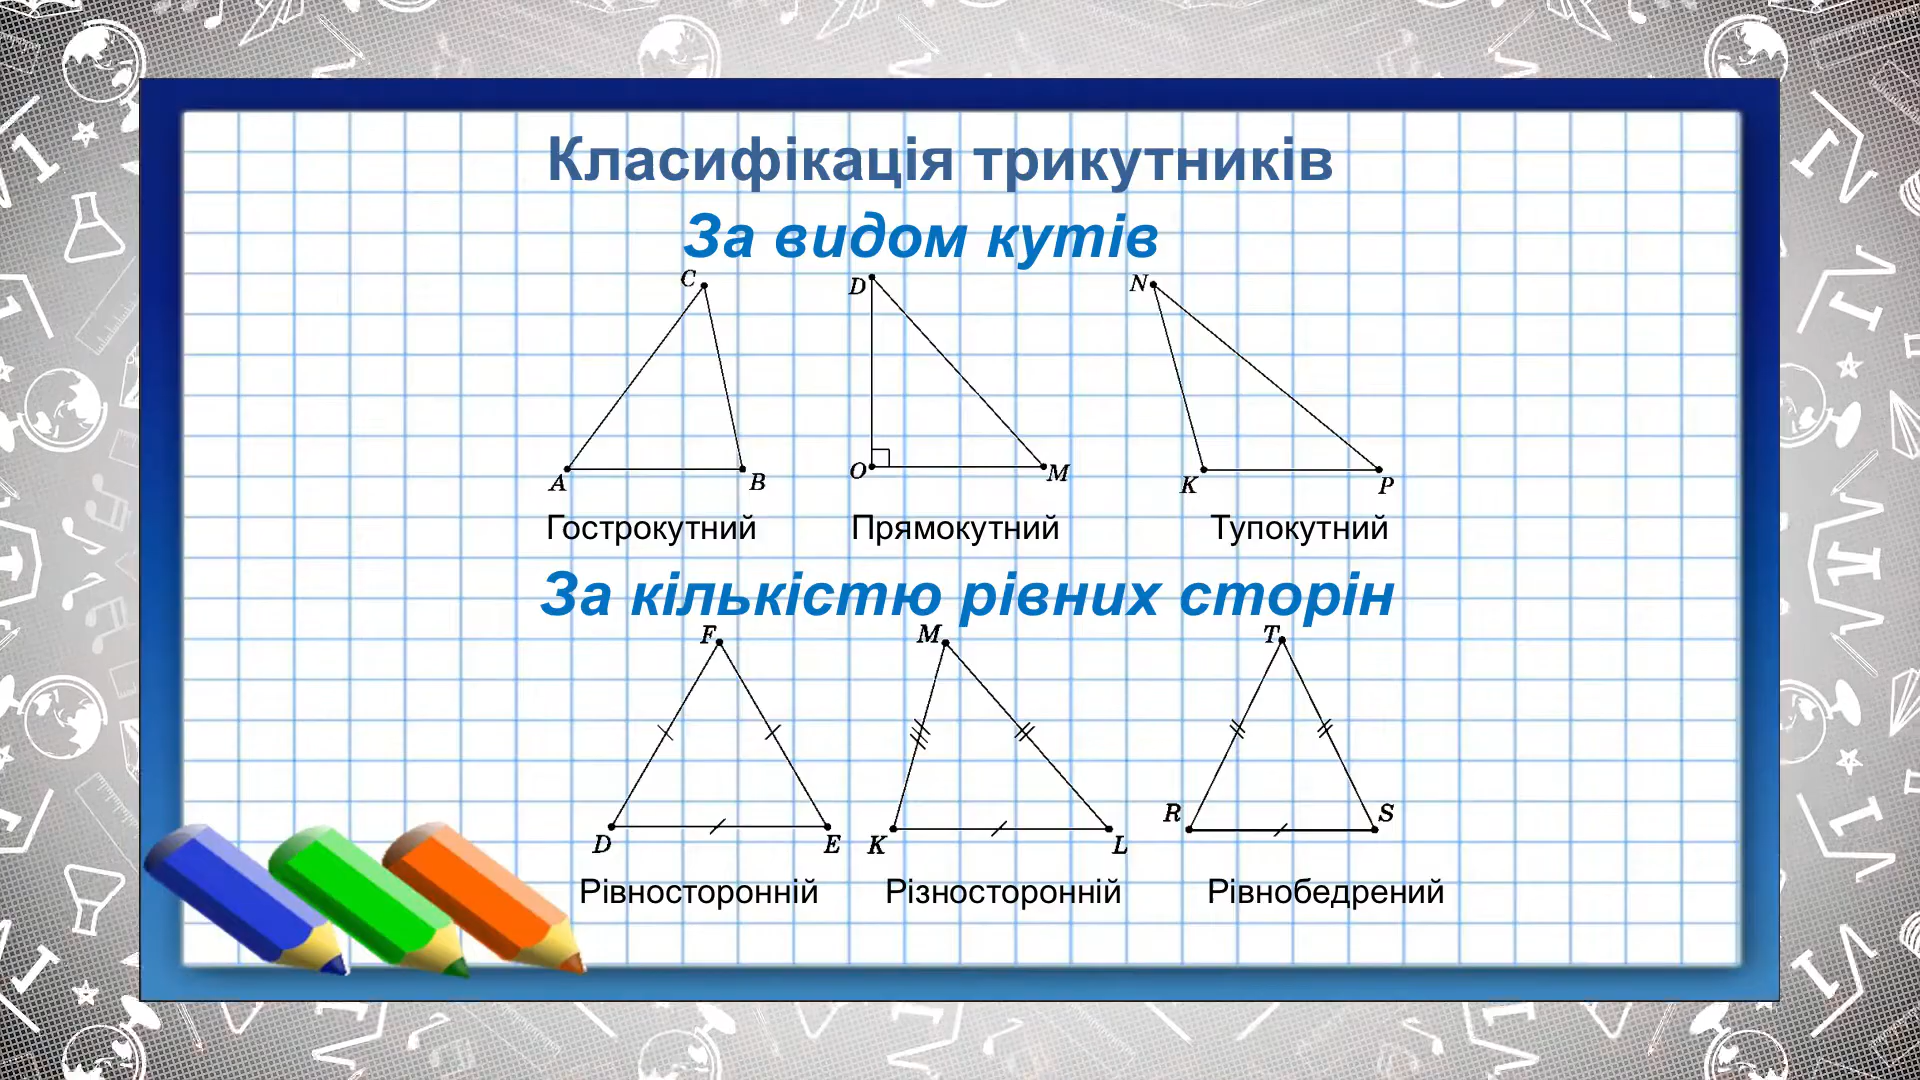 Класифікація трикутників
За видом кутів
C D N
A B O M K P
Гострокутний Прямокутний Тупокутний
За кількістю рівних сторін
F M T
R S
D E K L
Рівносторонній Різносторонній Рівнобедрений